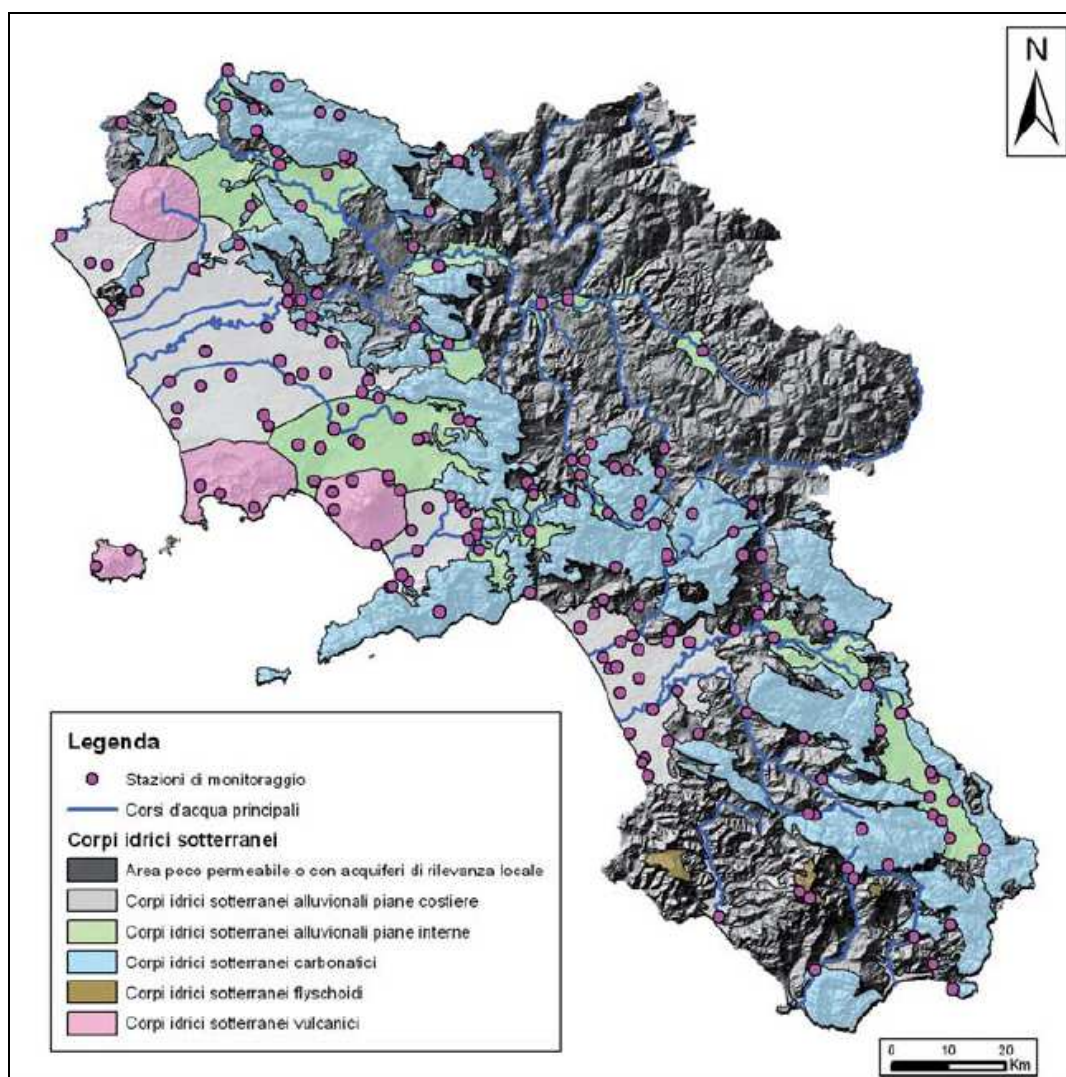 N
Legenda
Stazioni di monitoraggio
Corsi d'acqua principali
Corpi idrici sotterranei
Area poco permeabile o con acquiferi di rilevanza locale
Corpi idrici sotterranei alluvionali piane costiere
Corpi idrici sotterranei alluvionali piane interne
Corpi idrici sotterranei carbonatici
Corpi idrici sotterranei flyschoidi
Corpi idrici sotterranei vulcanici
0 10 20
Km